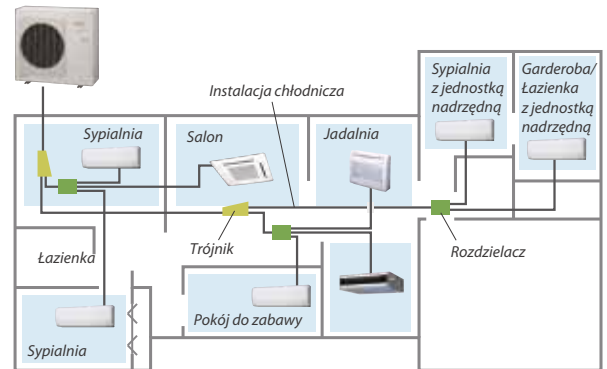 Sypialnia
z jednostką
nadrzędną
Garderoba/
Łazienka
z jednostką
nadrzędną
Instalacja chłodnicza
Sypialnia
Salon
Jadalnia
Trójnik
Rozdzielacz
Łazienka
Pokój do zabawy
Sypialnia